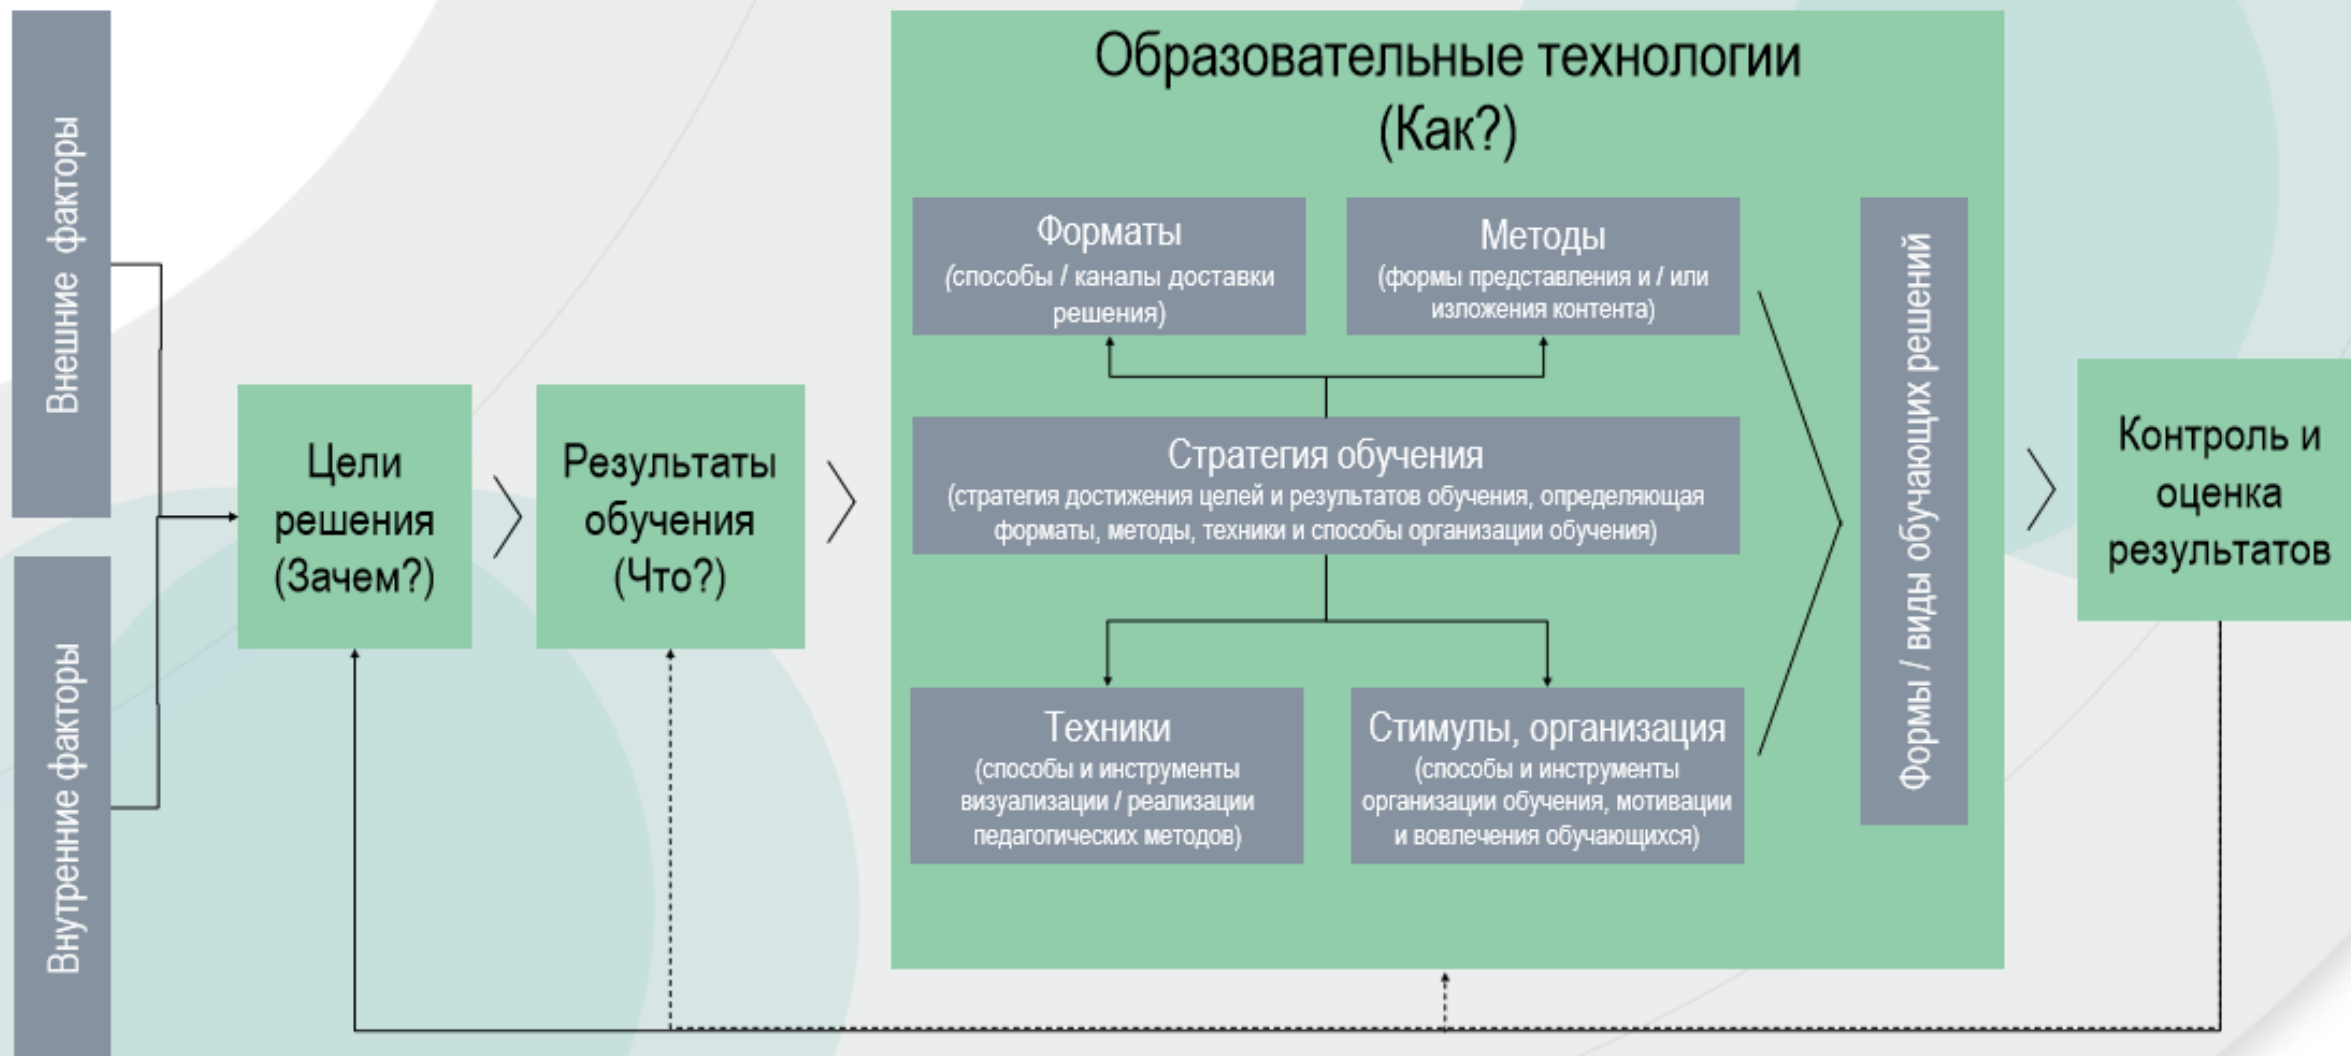 Внешние факторы
Внутренние факторы
Цели
решения
(Зачем?)
Результаты
обучения
(Что?)
Образовательные технологии
(Как?)
Форматы
(способы / каналы доставки
решения)
Методы
(формы представления и / или
изложения контента)
Стратегия обучения
(стратегия достижения целей и результатов обучения, определяющая
форматы, методы, техники и способы организации обучения)
Техники
(способы и инструменты
визуализации / реализации
педагогических методов)
Стимулы, организация
(способы и инструменты
организации обучения, мотивации
и вовлечения обучающихся)
Формы / виды обучающих решений
Контроль и
оценка
результатов